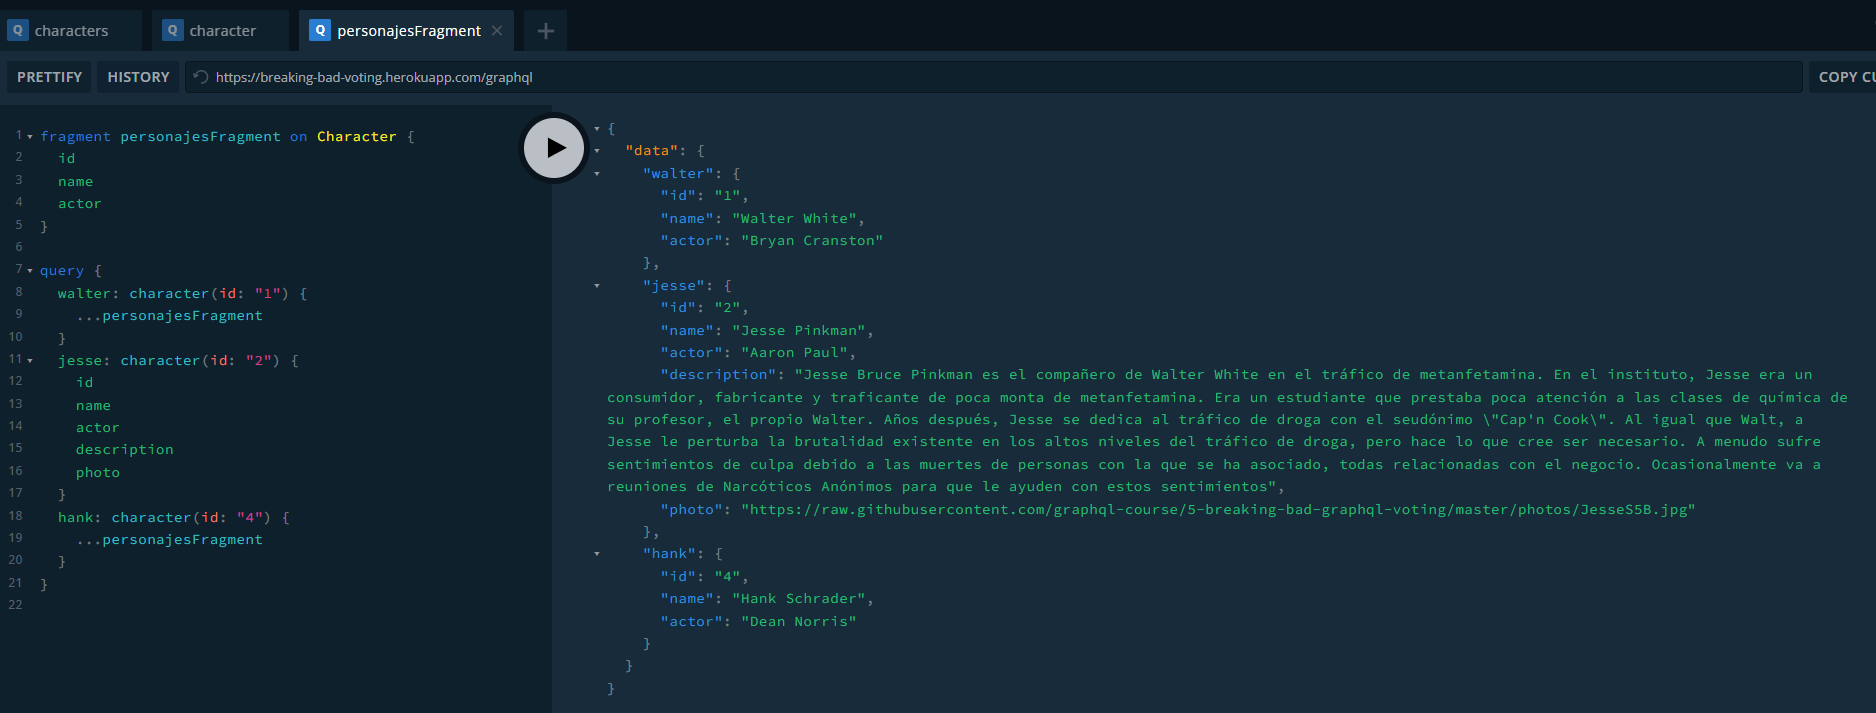 Q characters
Q character
Q personajesFragment ×
+
PRETTIFY
HISTORY
https://breaking-bad-voting.herokuapp.com/graphql
COPY CU
1 fragment personajesFragment on Character {
2 id
3 name
4 actor
5 }
6
7 query {
8 walter: character(id: "1") {
9 ...personajesFragment
10 }
11 jesse: character(id: "2") {
12 id
13 name
14 actor
15 description
16 photo
17 }
18 hank: character(id: "4") {
19 ...personajesFragment
20 }
21 }
22
{
"data": {
"walter": {
"id": "1",
"name": "Walter White",
"actor": "Bryan Cranston"
},
"jesse": {
"id": "2",
"name": "Jesse Pinkman",
"actor": "Aaron Paul",
"description": "Jesse Bruce Pinkman es el compañero de Walter White en el tráfico de metanfetamina. En el instituto, Jesse era un
consumidor, fabricante y traficante de poca monta de metanfetamina. Era un estudiante que prestaba poca atención a las clases de química de
su profesor, el propio Walter. Años después, Jesse se dedica al tráfico de droga con el seudónimo \"Cap'n Cook\". Al igual que Walt, a
Jesse le perturba la brutalidad existente en los altos niveles del tráfico de droga, pero hace lo que cree ser necesario. A menudo sufre
sentimientos de culpa debido a las muertes de personas con la que se ha asociado, todas relacionadas con el negocio. Ocasionalmente va a
reuniones de Narcóticos Anónimos para que le ayuden con estos sentimientos",
"photo": "https://raw.githubusercontent.com/graphql-course/5-breaking-bad-graphql-voting/master/photos/JesseS5B.jpg"
},
"hank": {
"id": "4",
"name": "Hank Schrader",
"actor": "Dean Norris"
}
}
}